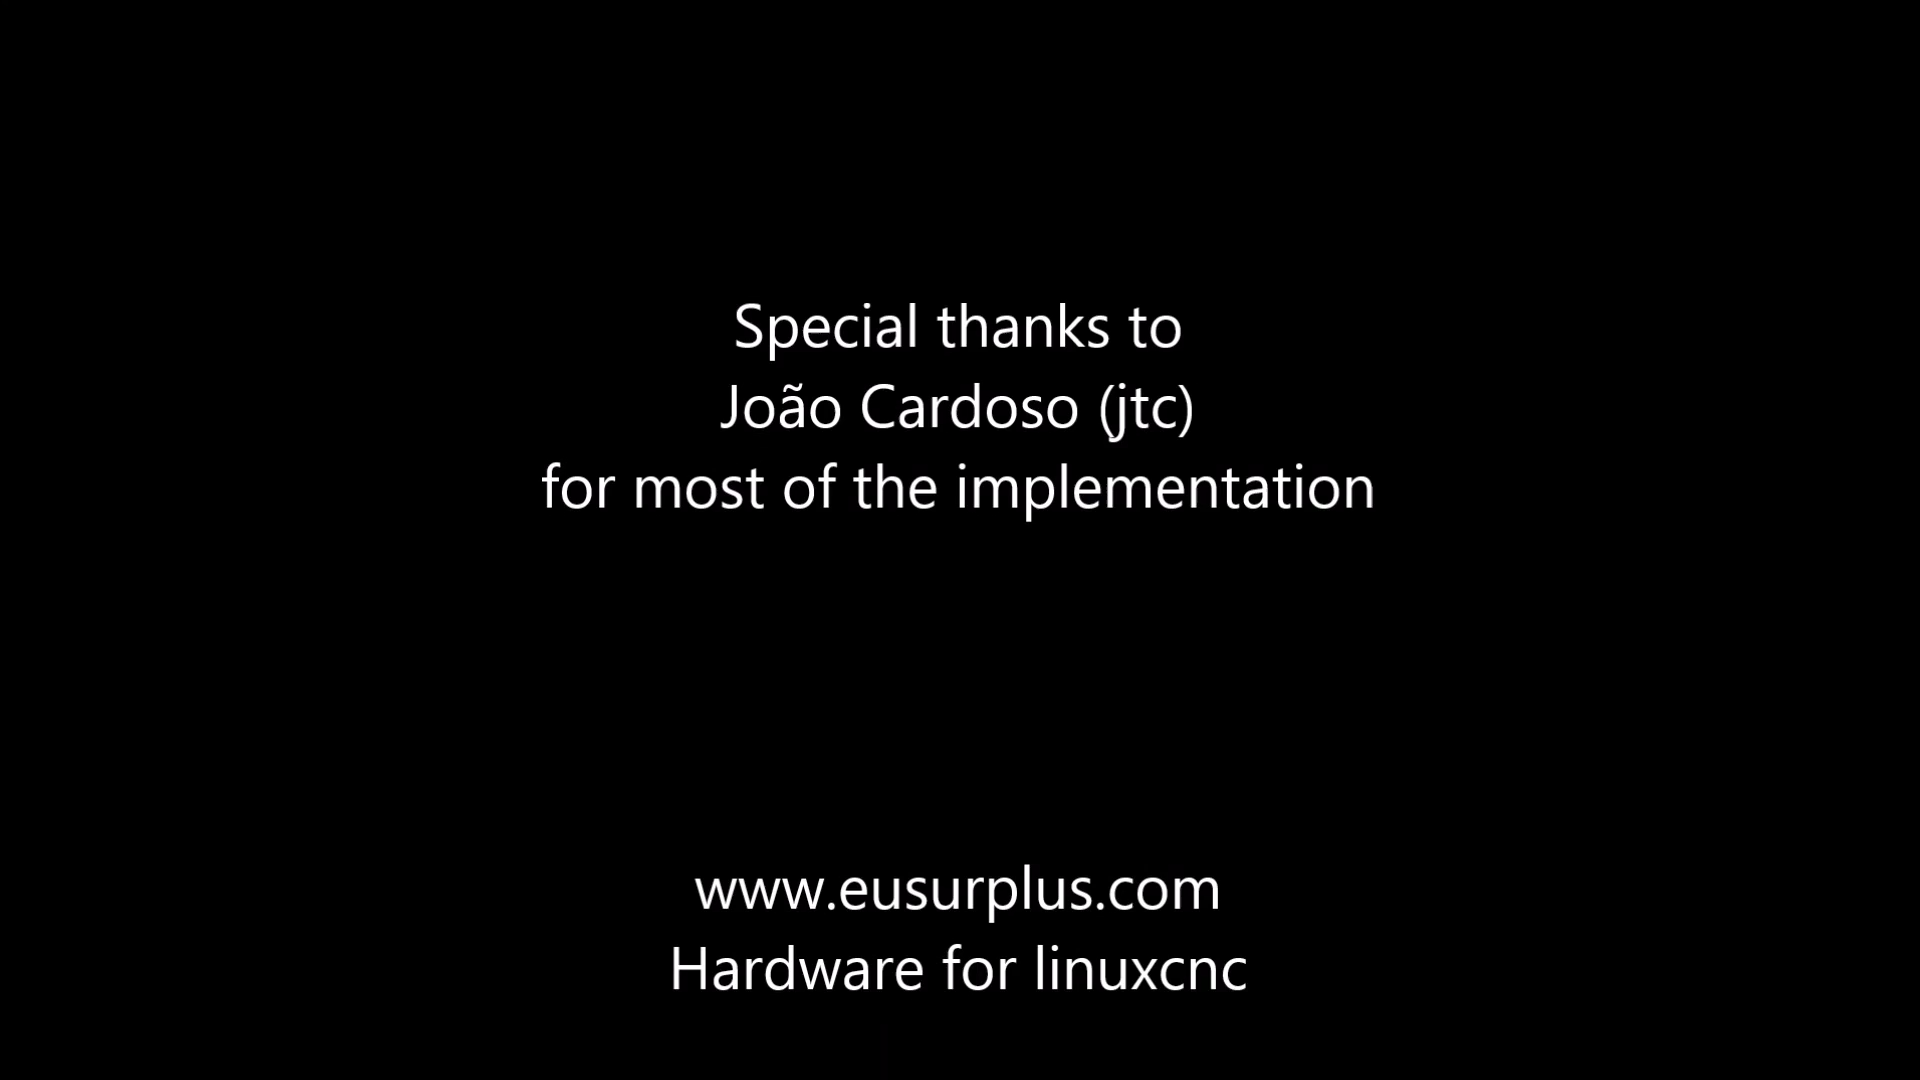 Special thanks to
João Cardoso (jtc)
for most of the implementation
www.eusurplus.com
Hardware for linuxcnc